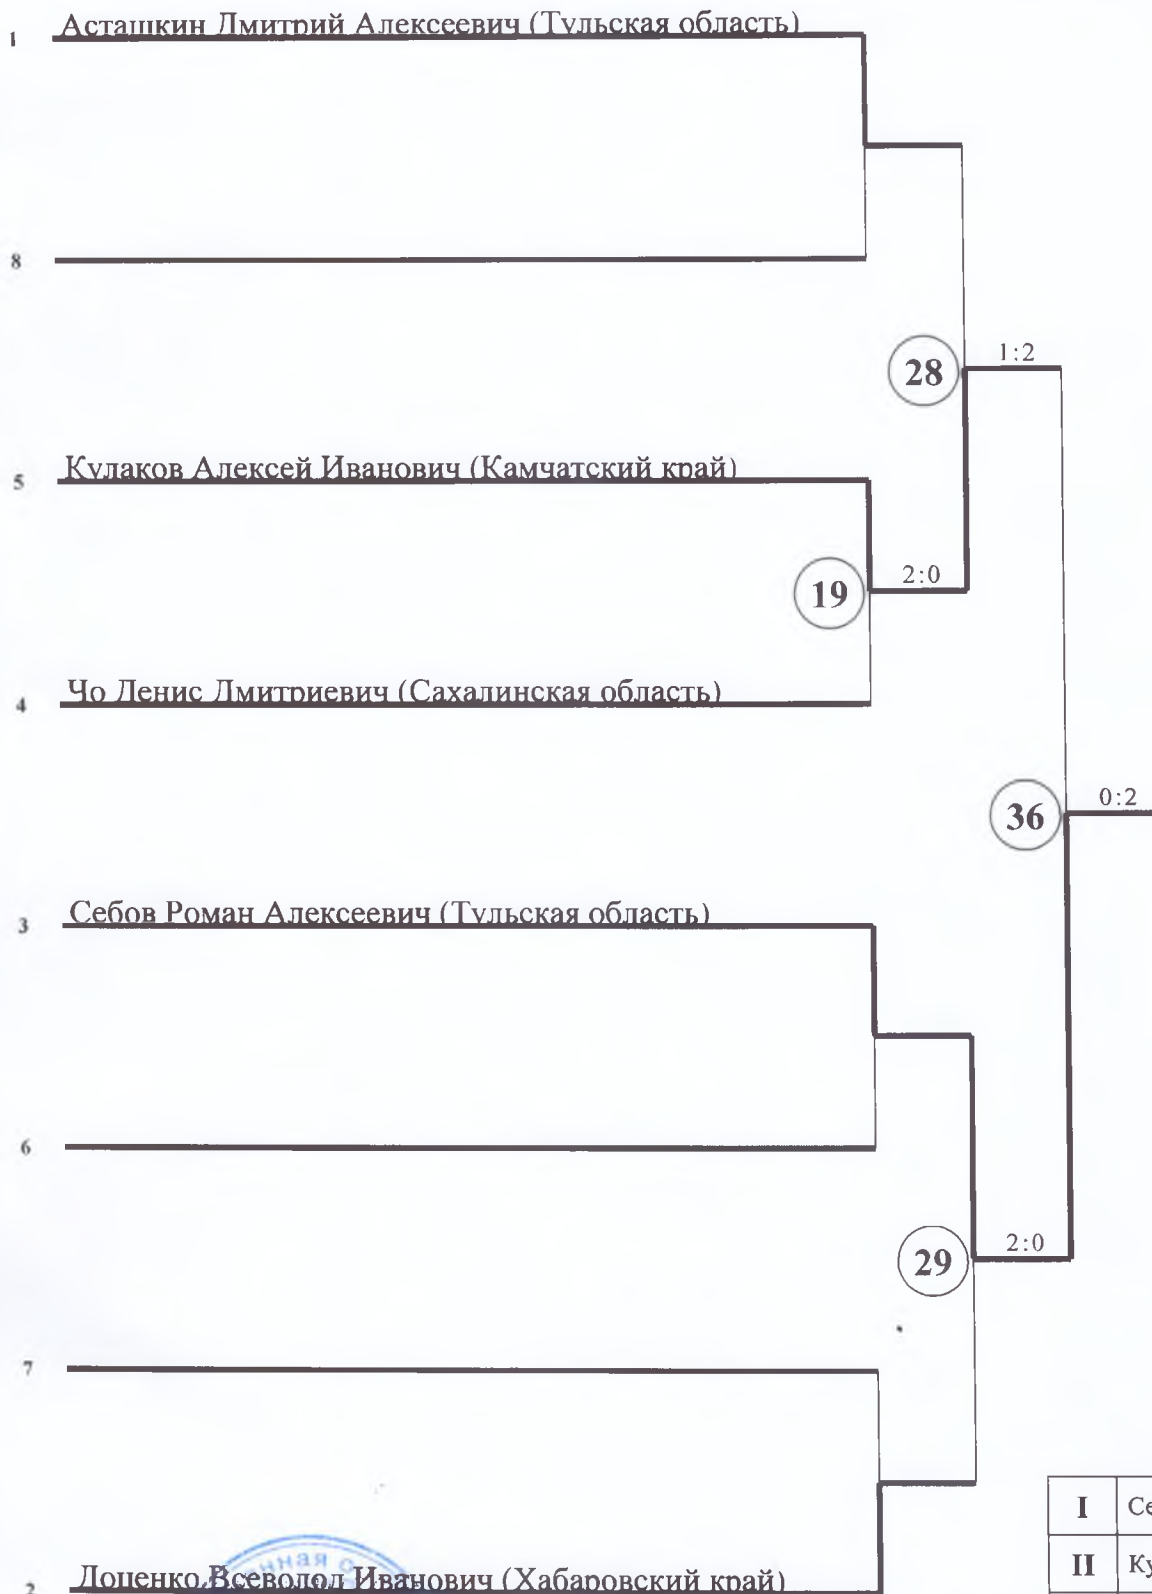 1 Асташкин Дмитрий Алексеевич (Тульская область)
8
28 1:2
5 Кулаков Алексей Иванович (Камчатский край)
19 2:0
4 Чо Денис Дмитриевич (Сахалинская область)
36 0:2
3 Себов Роман Алексеевич (Тульская область)
6
29 2:0
7
I Се
II Ку
2 Доценко Всеволод Иванович (Хабаровский край)